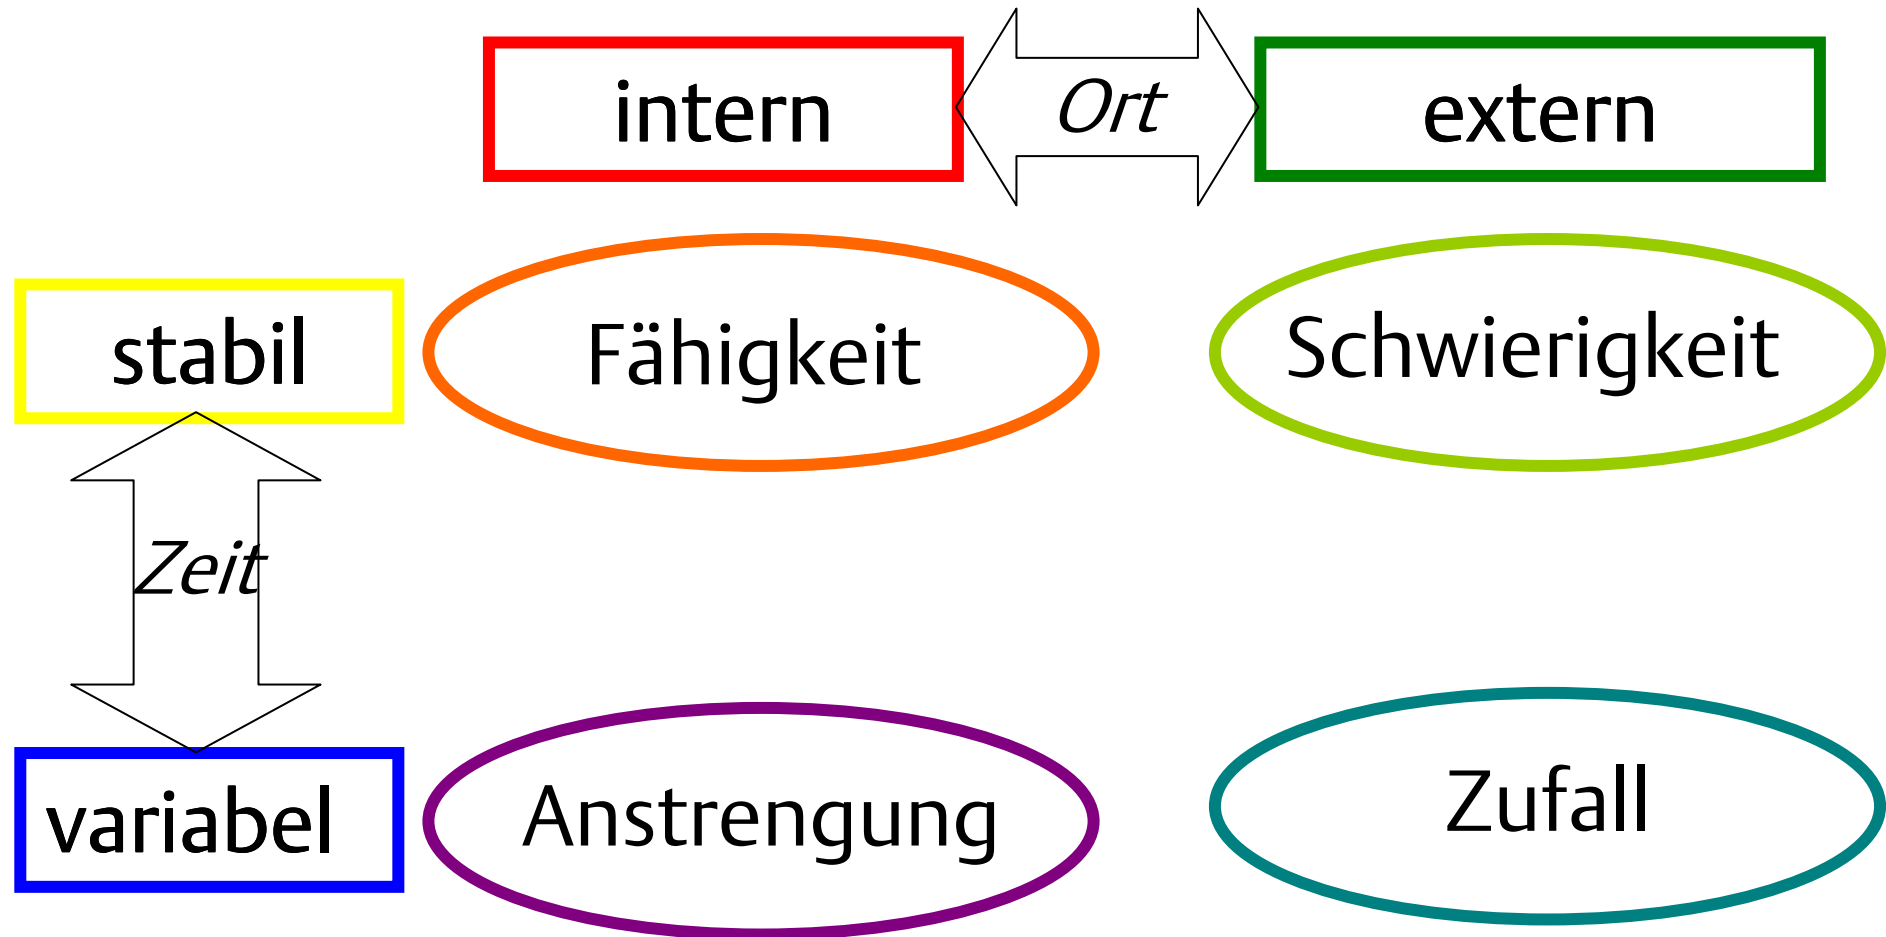 intern
Ort
extern
stabil
Fähigkeit
Schwierigkeit
Zeit
variabel
Anstrengung
Zufall